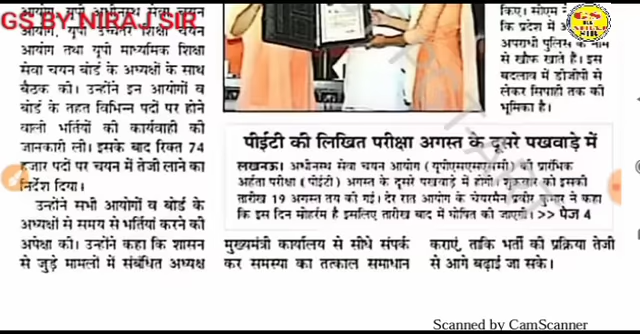 GS BY NIRAJ SIR
आयोग, यूपी
आयोग, यूपी उच्चतर शिक्षा चयन
आयोग तथा यूपी माध्यमिक शिक्षा
सेवा चयन बोर्ड के अध्यक्षों के साथ
बैठक की। उन्होंने इन आयोगों व
बोर्ड के तहत विभिन्न पदों पर होने
वाली भर्तियों की कार्यवाही की
जानकारी ली। इसके बाद रिक्त 74
हजार पदों पर चयन में तेजी लाने का
निर्देश दिया।
उन्होंने सभी आयोगों व बोर्ड के
अध्यक्षों से समय से भर्तियां करने की
अपेक्षा की। उन्होंने कहा कि शासन
से जुड़े मामलों में संबंधित अध्यक्ष
पीईटी की लिखित परीक्षा अगस्त के दूसरे पखवाड़े में
लखनऊ। अधीनस्थ सेवा चयन आयोग (यूपीएसएसएससी) की प्रारंभिक
अर्हता परीक्षा (पीईटी) अगस्त के दूसरे पखवाड़े में होगी। शुक्रवार को इसकी
तारीख 19 अगस्त तय की गई। देर रात आयोग के चेयरमैन प्रवीर कुमार ने कहा
कि इस दिन मोहर्रम है इसलिए तारीख बाद में घोषित की जाएगी। >> पेज 4
मुख्यमंत्री कार्यालय से सीधे संपर्क
कर समस्या का तत्काल समाधान
किए। सीएम ने
कि प्रदेश में
अपराधी पुलिस के नाम
से खौफ खाते हैं। इस
बदलाव में डीजीपी से
लेकर सिपाही तक की
भूमिका है।
कराएं, ताकि भर्ती की प्रक्रिया तेजी
से आगे बढ़ाई जा सके।
Scanned by CamScanner